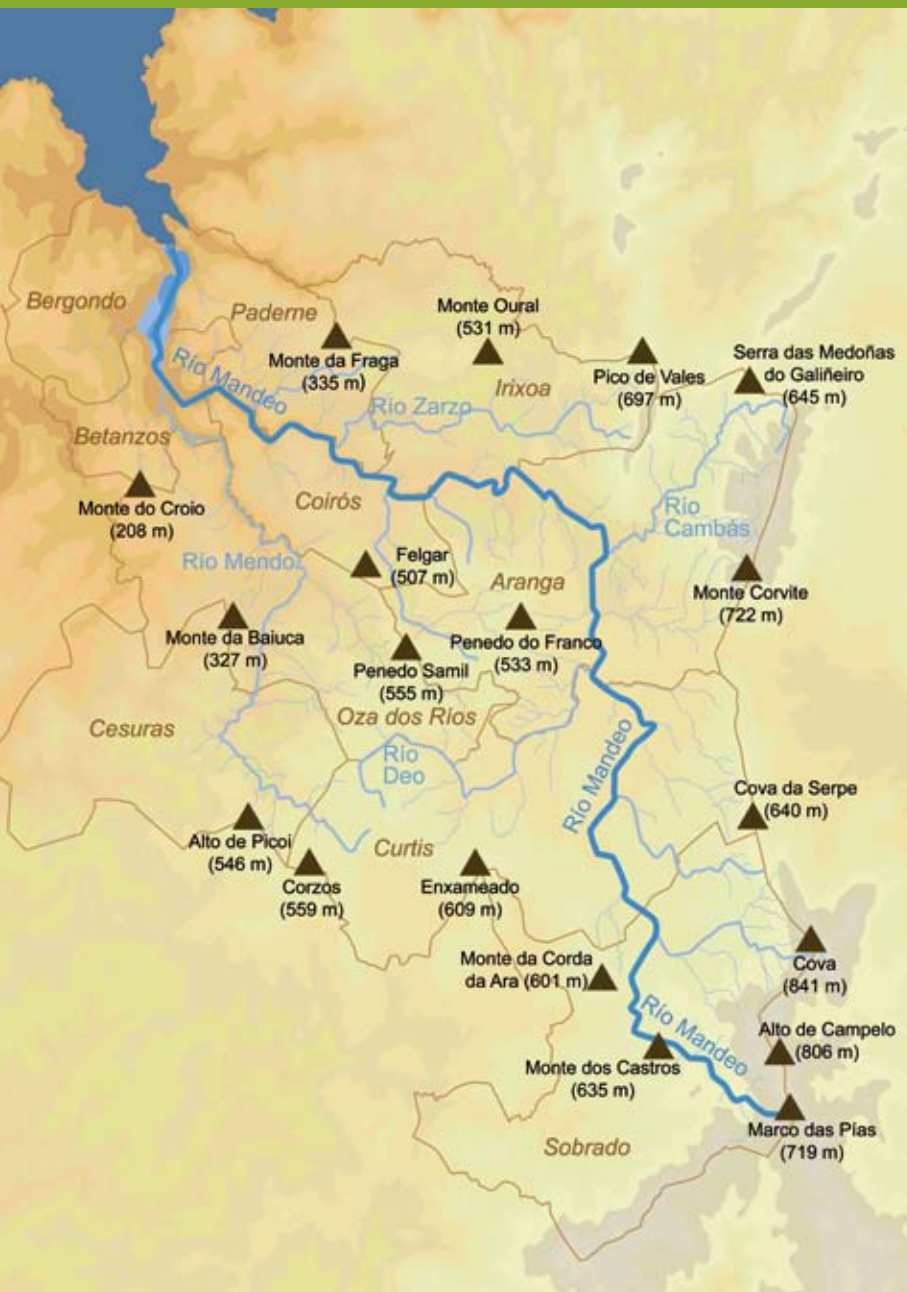 Bergondo
Paderne
Monte Oural
(531 m)
Monte da Fraga
(335 m)
Río Mandeo
Irixoa
Pico de Vales
(697 m)
Serra das Medoñas
do Galiñeiro
(645 m)
Río Zarzo
Betanzos
Monte do Croio
(208 m)
Coirós
Río
Cambás
Río Mendo
Felgar
(507 m)
Aranga
Monte Corvite
(722 m)
Monte da Baiuca
(327 m)
Penedo do Franco
(533 m)
Penedo Samil
(555 m)
Oza dos Ríos
Cesuras
Río
Deo
Río Mandeo
Cova da Serpe
(640 m)
Alto de Picoi
(546 m)
Curtis
Corzos
(559 m)
Enxameado
(609 m)
Monte da Corda
da Ara (601 m)
Cova
(841 m)
Río Mandeo
Alto de Campelo
(806 m)
Monte dos Castros
(635 m)
Marco das Pías
(719 m)
Sobrado